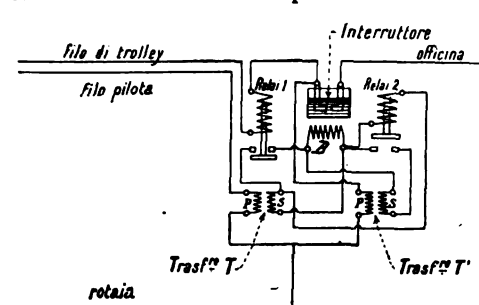 Interruttore
Filo di trolley
officina
Relai 1
Relai 2
Filo pilota
B
P
S
P
S
Trasf.re T
Trasf.re T'
rotaia